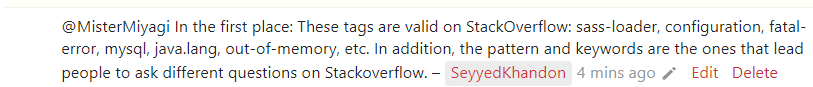 @MisterMiyagi In the first place: These tags are valid on StackOverflow: sass-loader, configuration, fatal-
error, mysql, java.lang, out-of-memory, etc. In addition, the pattern and keywords are the ones that lead
people to ask different questions on Stackoverflow. – SeyyedKhandon 4 mins ago Edit Delete